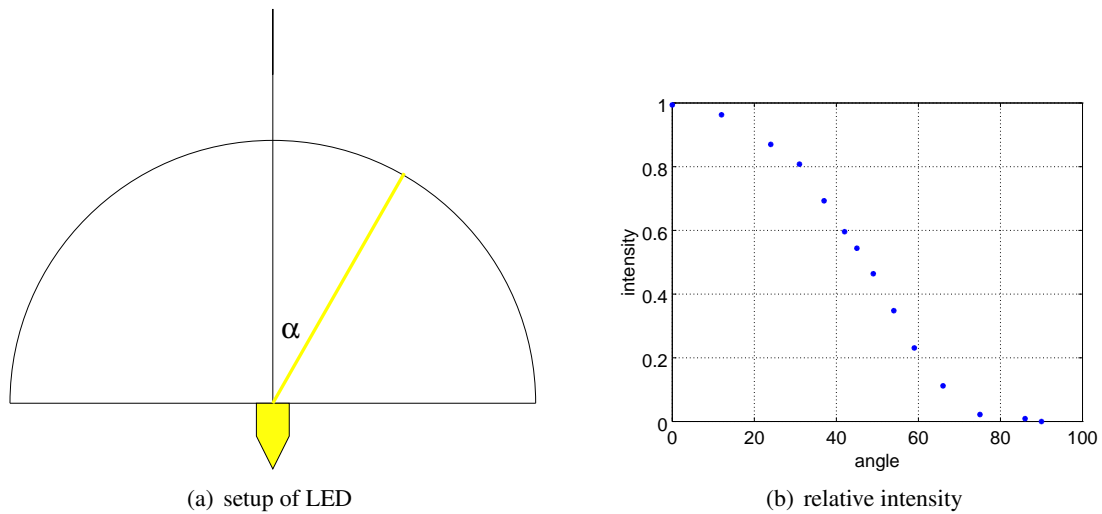 α
(a) setup of LED
1
0.8
0.6
0.4
0.2
0
intensity
0 20 40 60 80 100
angle
(b) relative intensity